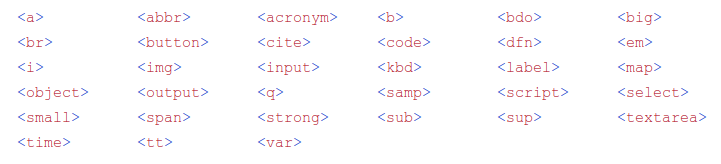 <a> <abbr> <acronym> <b> <bdo> <big>
<br> <button> <cite> <code> <dfn> <em>
<i> <img> <input> <kbd> <label> <map>
<object> <output> <q> <samp> <script> <select>
<small> <span> <strong> <sub> <sup> <textarea>
<time> <tt> <var>